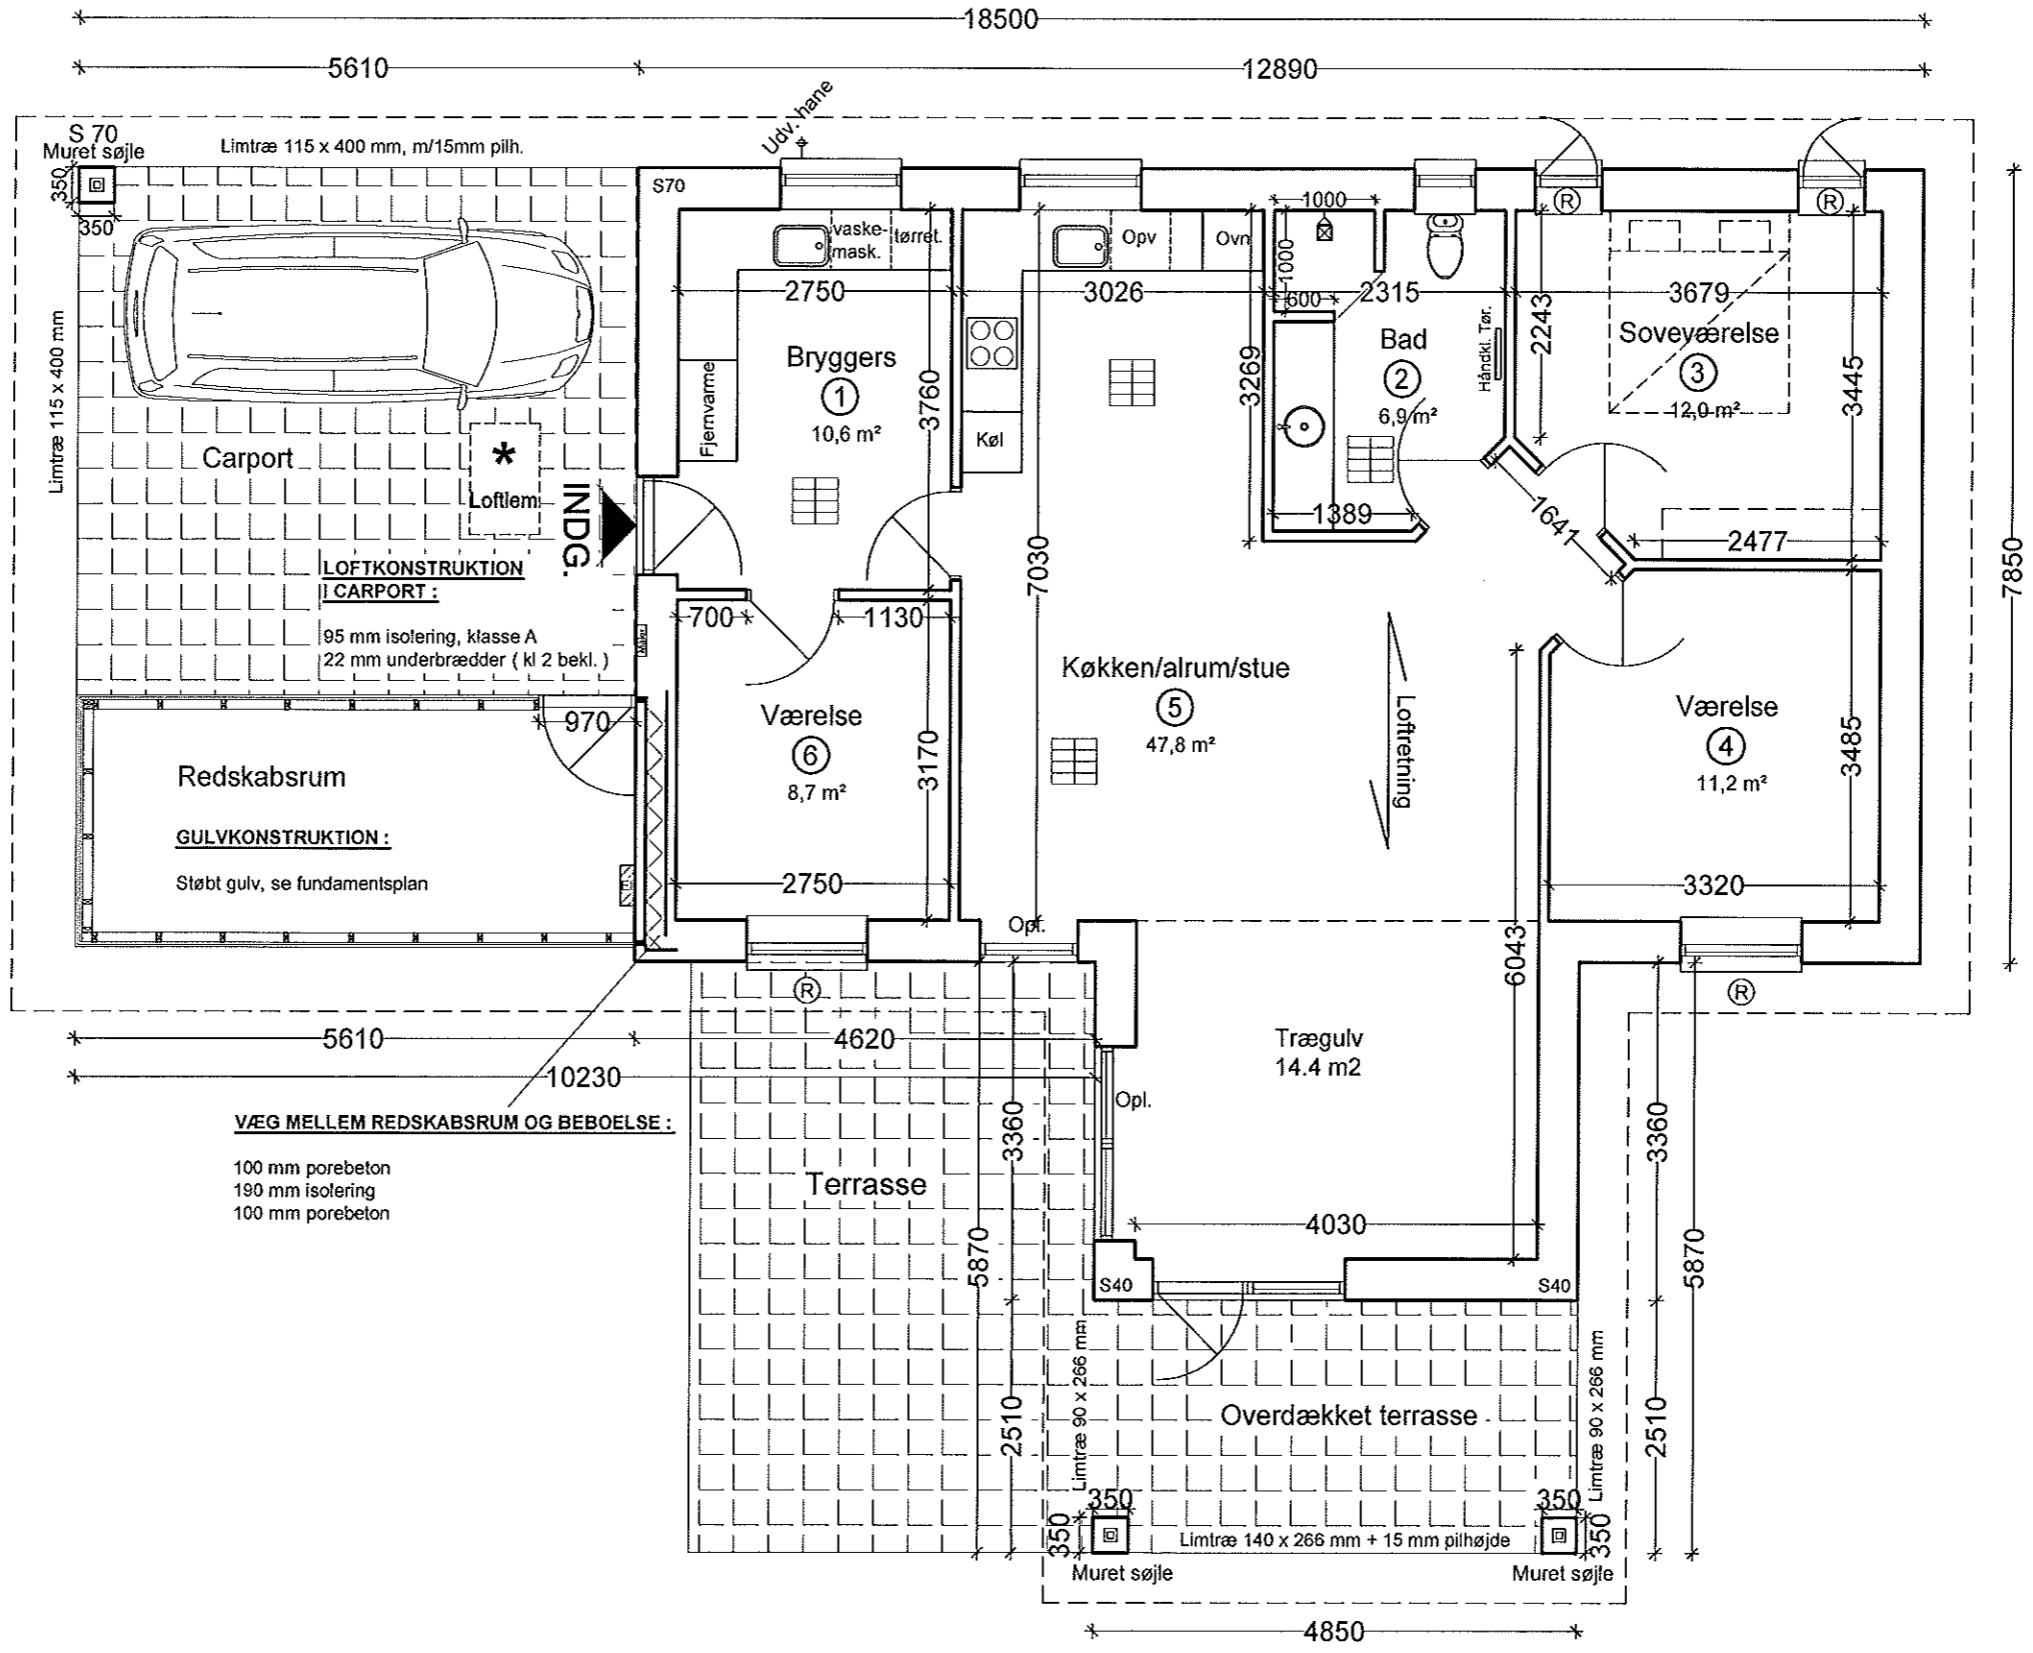 18500
5610
12890
Udv. hane
S 70
Muret søjle
Limtræ 115 x 400 mm, m/15mm pilh.
350
350
S70
vaske-
mask.
tørret.
Opv
Ovn
1000
1000
600
R
R
2750
3026
2315
3679
Limtræ 115 x 400 mm
Carport
*
Loftlem
INDG.
Fjernvarme
Bryggers
1
10,6 m²
3760
Køl
7030
3269
Bad
2
6,9 m²
Håndkl. Tør.
2243
Soveværelse
3
12,0 m²
3445
1389
1641
2477
7850
LOFTKONSTRUKTION
I CARPORT :
95 mm isolering, klasse A
22 mm underbrædder ( kl 2 bekl. )
700
1130
Køkken/alrum/stue
5
47,8 m²
Loftretning
Værelse
6
8,7 m²
3170
2750
Værelse
4
11,2 m²
3485
3320
970
Redskabsrum
GULVKONSTRUKTION :
Støbt gulv, se fundamentsplan
Opl.
R
R
6043
5610
4620
10230
Trægulv
14.4 m2
Opl.
VÆG MELLEM REDSKABSRUM OG BEBOELSE :
100 mm porebeton
190 mm isolering
100 mm porebeton
Terrasse
3360
5870
4030
3360
5870
S40
S40
2510
Limtræ 90 x 266 mm
Overdækket terrasse
Limtræ 90 x 266 mm
2510
350
350
350
350
Limtræ 140 x 266 mm + 15 mm pilhøjde
Muret søjle
Muret søjle
4850